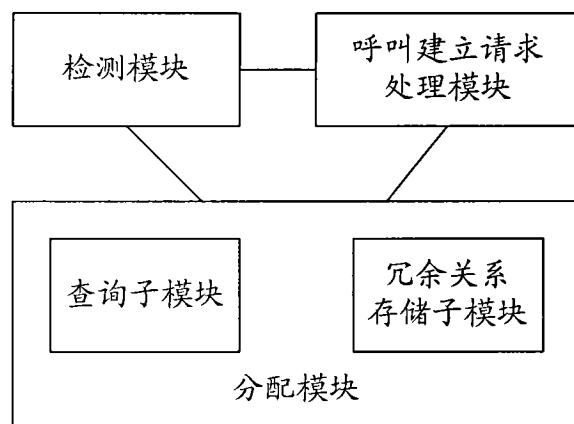 检测模块
呼叫建立请求
处理模块
查询子模块
冗余关系
存储子模块
分配模块